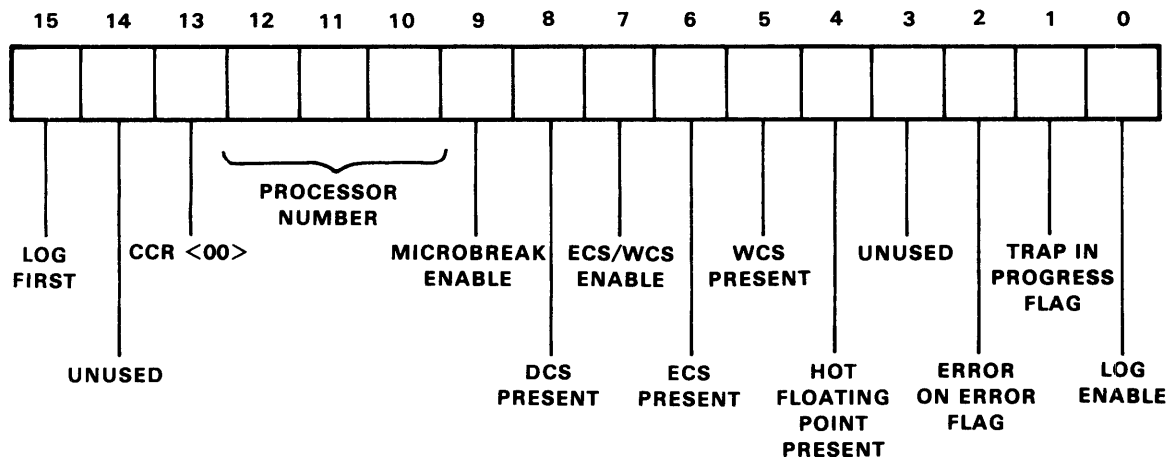 15 14 13 12 11 10 9 8 7 6 5 4 3 2 1 0
PROCESSOR
NUMBER
LOG
FIRST
CCR <00>
MICROBREAK
ENABLE
ECS/WCS
ENABLE
WCS
PRESENT
UNUSED
TRAP IN
PROGRESS
FLAG
UNUSED
DCS
PRESENT
ECS
PRESENT
HOT
FLOATING
POINT
PRESENT
ERROR
ON ERROR
FLAG
LOG
ENABLE